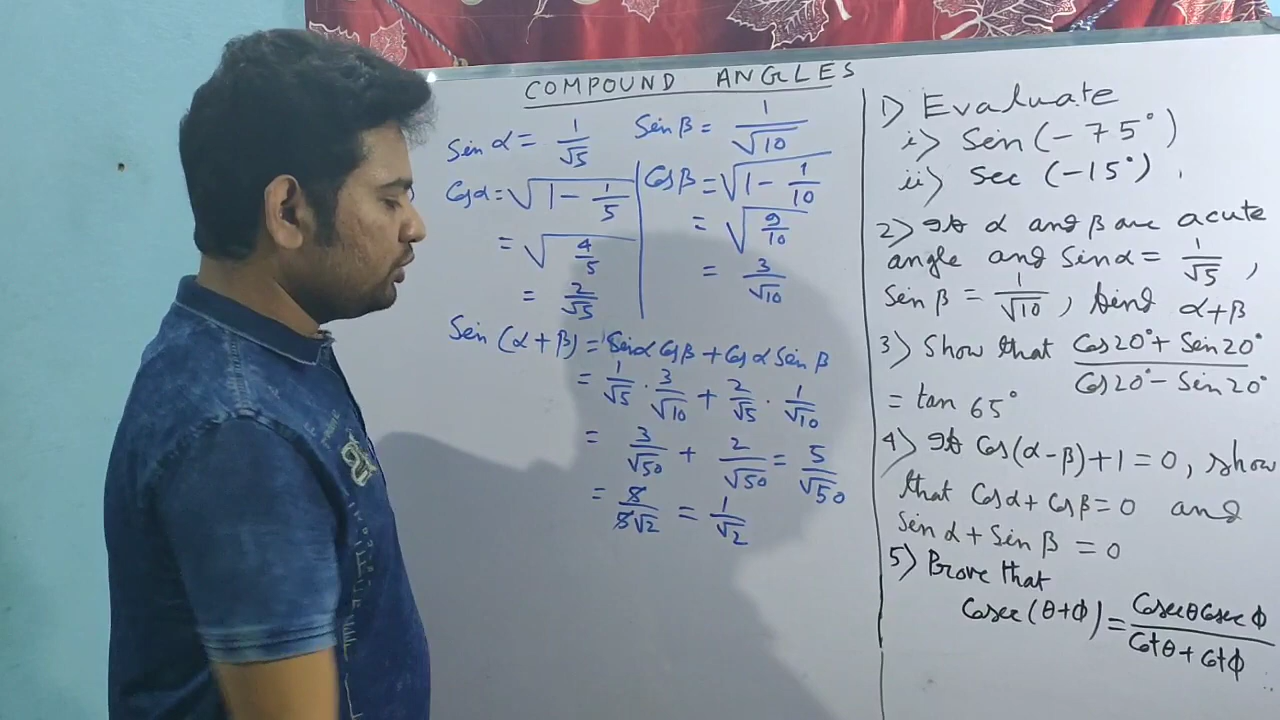 COMPOUND ANGLES
Sin α = 1/√5
Cos α = √(1 - 1/5)
= √(4/5)
= 2/√5
Sin β = 1/√10
Cos β = √(1 - 1/10)
= √(9/10)
= 3/√10
Sin (α + β) = Sin α Cos β + Cos α Sin β
= 1/√5 . 3/√10 + 2/√5 . 1/√10
= 3/√50 + 2/√50 = 5/√50
= 5/5√2 = 1/√2
1) Evaluate
i) Sin (-75°)
ii) Sec (-15°).
2) If α and β are acute
angle and Sin α = 1/√5,
Sin β = 1/√10, find α+β
3) Show that (Cos 20° + Sin 20°)/(Cos 20° - Sin 20°)
= tan 65°
4) If Cos(α-β)+1=0, show
that Cos α + Cos β = 0 and
Sin α + Sin β = 0
5) Prove that
Cosec (θ+Φ) = (Cosec θ Cosec Φ)/(Cot θ + Cot Φ)